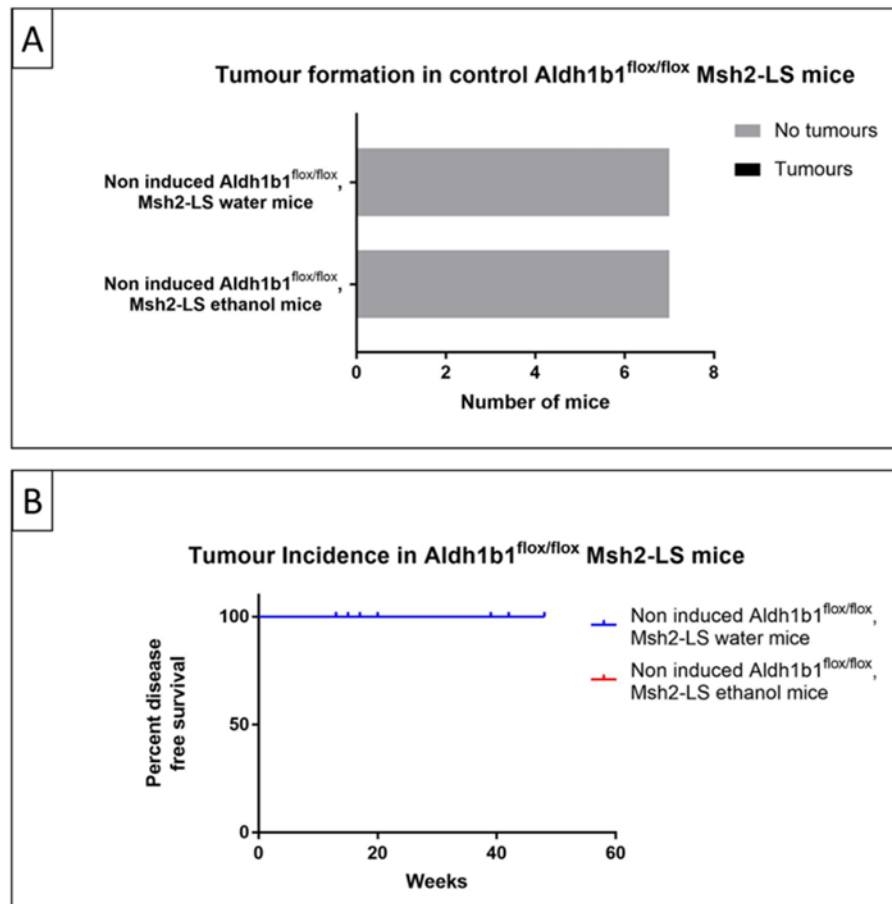 A
Tumour formation in control Aldh1b1flox/flox Msh2-LS mice
No tumours
Tumours
Non induced Aldh1b1flox/flox,
Msh2-LS water mice
Non induced Aldh1b1flox/flox,
Msh2-LS ethanol mice
0 2 4 6 8
Number of mice
B
Tumour Incidence in Aldh1b1flox/flox Msh2-LS mice
100
50
0
Percent disease
free survival
Non induced Aldh1b1flox/flox,
Msh2-LS water mice
Non induced Aldh1b1flox/flox,
Msh2-LS ethanol mice
0 20 40 60
Weeks